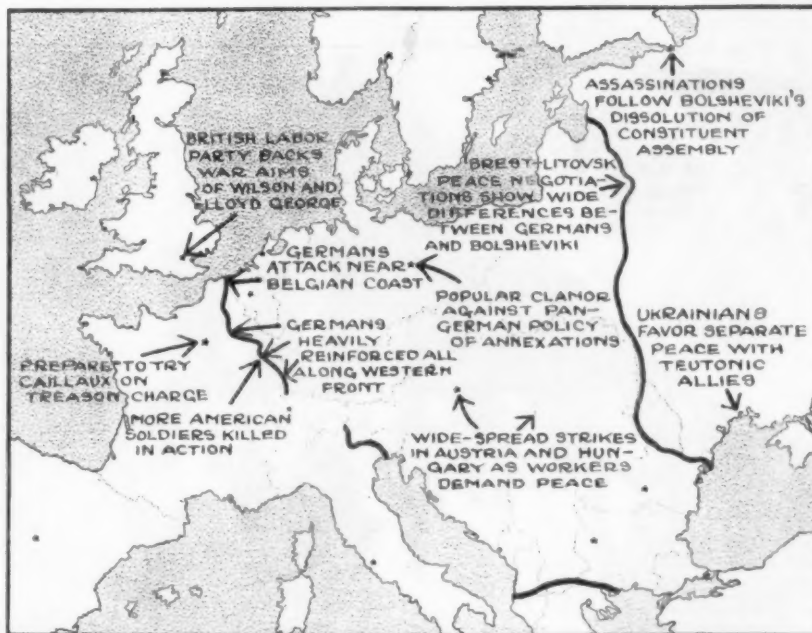 ASSASSINATIONS
FOLLOW BOLSHEVIKI'S
DISSOLUTION OF
CONSTITUENT
ASSEMBLY
BRITISH LABOR
PARTY BACKS
WAR AIMS
OF WILSON AND
LLOYD GEORGE
BREST-LITOVSK
PEACE NEGOTIA-
TIONS SHOW WIDE
DIFFERENCES BE-
TWEEN GERMANS
AND BOLSHEVIKI
GERMANS
ATTACK NEAR
BELGIAN COAST
POPULAR CLAMOR
AGAINST PAN-
GERMAN POLICY
OF ANNEXATIONS
UKRAINIANS
FAVOR SEPARATE
PEACE WITH
TEUTONIC
ALLIES
GERMANS
HEAVILY
REINFORCED ALL
ALONG WESTERN
FRONT
PREPARE TO TRY
CAILLAUX ON
TREASON CHARGE
MORE AMERICAN
SOLDIERS KILLED
IN ACTION
WIDE-SPREAD STRIKES
IN AUSTRIA AND HUN-
GARY AS WORKERS
DEMAND PEACE